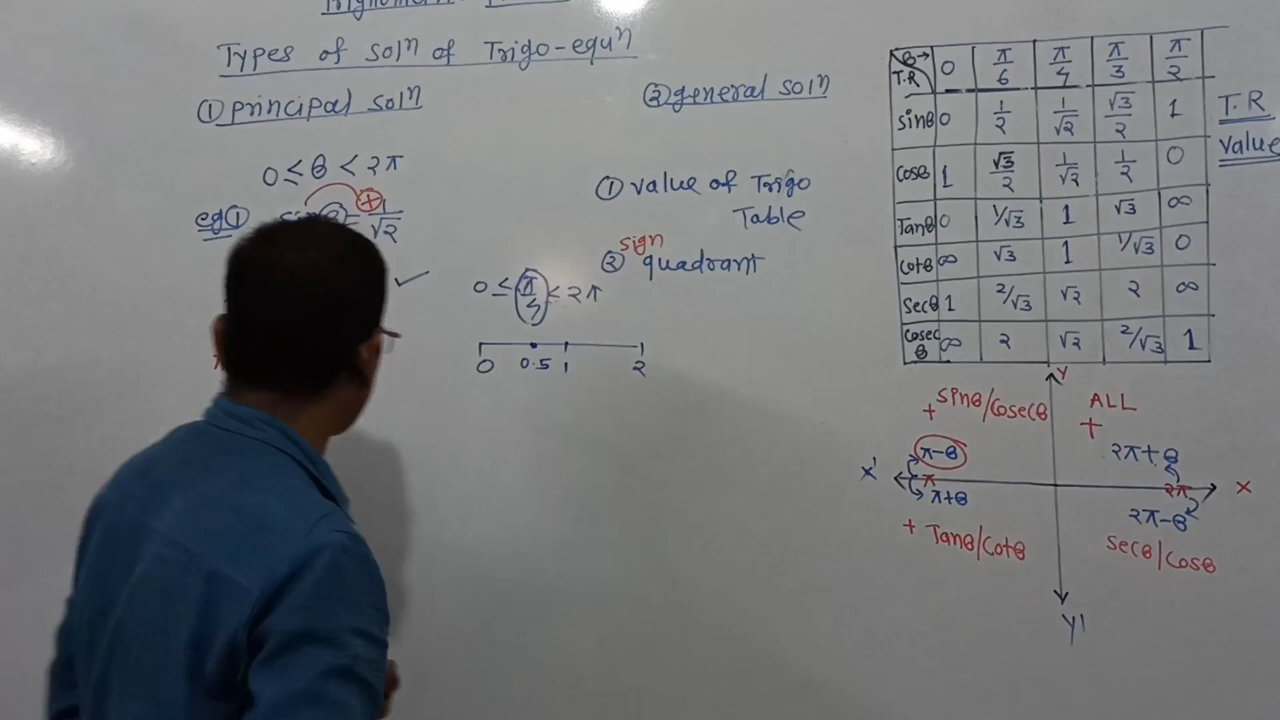 Types of solⁿ of Trigo-equⁿ
① principal solⁿ
0 ≤ θ < 2π
eg ①
= 1/√2
✓
+
② general solⁿ
① value of Trigo
Table
sign
② quadrant
0 ≤ π/4 ≤ 2π
0 0.5 1 2
θ→ T.R 0 π/6 π/4 π/3 π/2
sinθ 0 1/2 1/√2 √3/2 1
cosθ 1 √3/2 1/√2 1/2 0
Tanθ 0 1/√3 1 √3 ∞
cotθ ∞ √3 1 1/√3 0
secθ 1 2/√3 √2 2 ∞
cosec θ ∞ 2 √2 2/√3 1
T.R
value
Y
+ sinθ/cosecθ
ALL
+
π-θ
2π+θ
X' π 2π X
π+θ
2π-θ
+ Tanθ/cotθ
secθ/cosθ
Y'